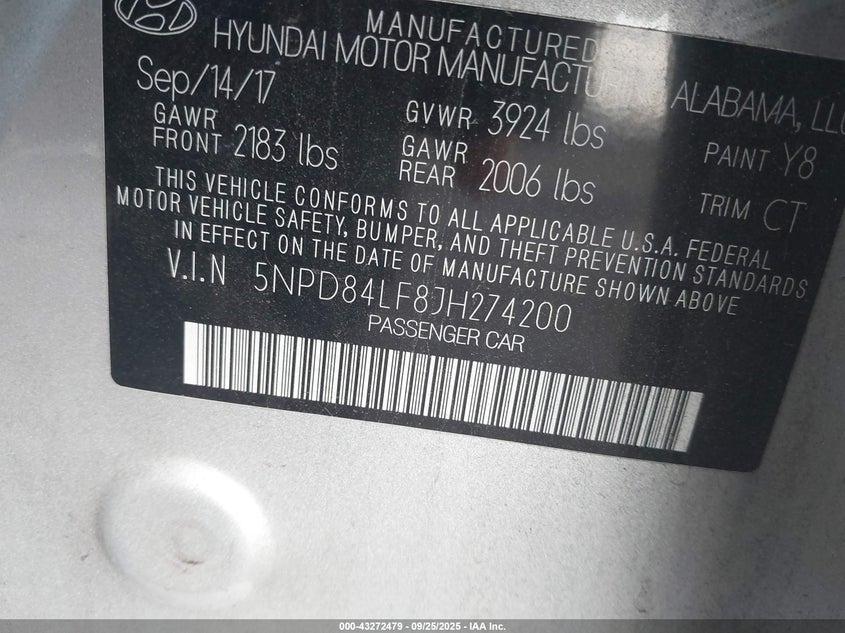 MANUFACTURED
HYUNDAI MOTOR MANUFACTURING ALABAMA, LLC
Sep/14/17
GVWR 3924 lbs
PAINT Y8
GAWR
FRONT 2183 lbs
GAWR
REAR 2006 lbs
TRIM CT
THIS VEHICLE CONFORMS TO ALL APPLICABLE U.S.A. FEDERAL
MOTOR VEHICLE SAFETY, BUMPER, AND THEFT PREVENTION STANDARDS
IN EFFECT ON THE DATE OF MANUFACTURE SHOWN ABOVE
V.I.N 5NPD84LF8JH274200
PASSENGER CAR
000-43272479 - 09/25/2025 - IAA Inc.